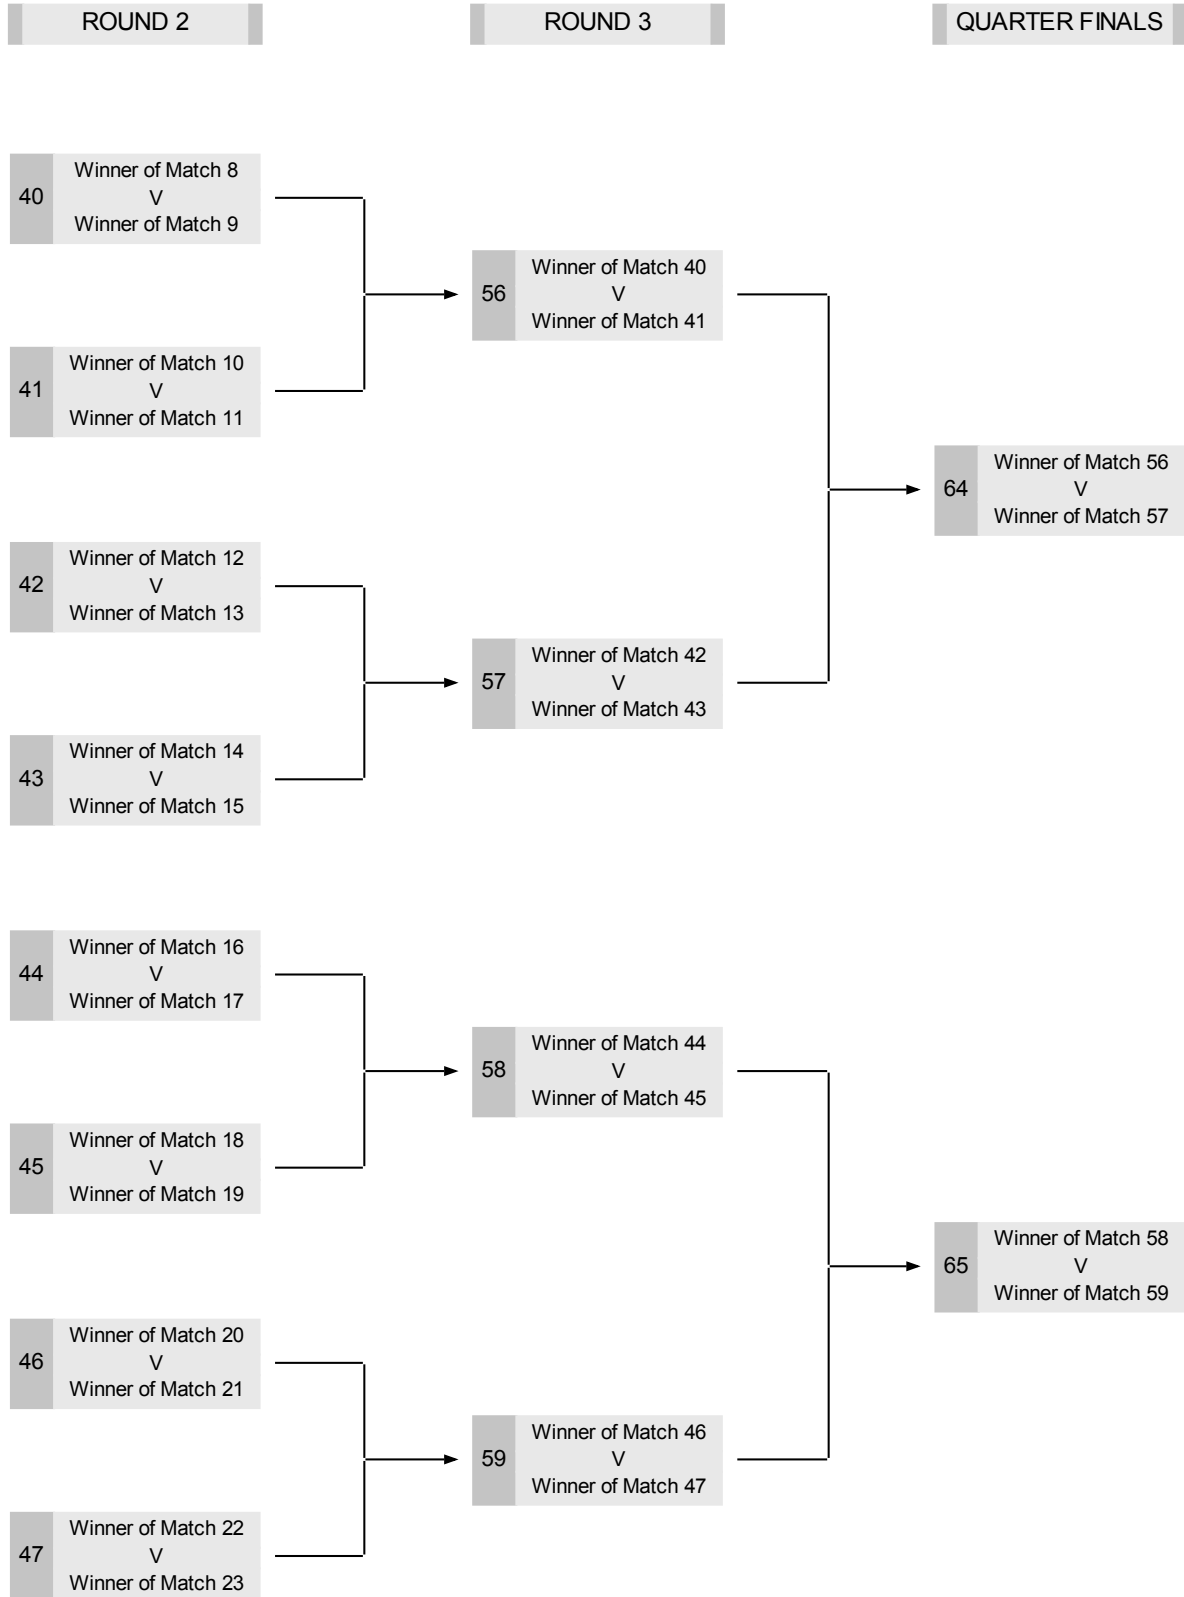 ROUND 2
ROUND 3
QUARTER FINALS
40
Winner of Match 8
V
Winner of Match 9
41
Winner of Match 10
V
Winner of Match 11
42
Winner of Match 12
V
Winner of Match 13
43
Winner of Match 14
V
Winner of Match 15
44
Winner of Match 16
V
Winner of Match 17
45
Winner of Match 18
V
Winner of Match 19
46
Winner of Match 20
V
Winner of Match 21
47
Winner of Match 22
V
Winner of Match 23
56
Winner of Match 40
V
Winner of Match 41
57
Winner of Match 42
V
Winner of Match 43
58
Winner of Match 44
V
Winner of Match 45
59
Winner of Match 46
V
Winner of Match 47
64
Winner of Match 56
V
Winner of Match 57
65
Winner of Match 58
V
Winner of Match 59